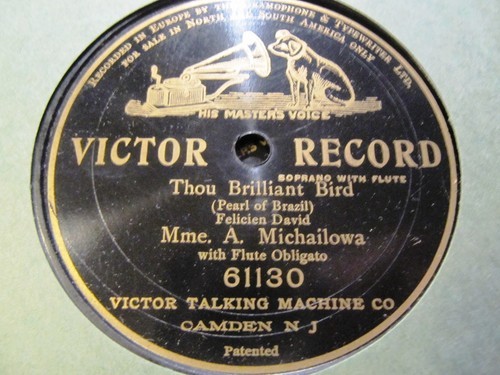 RECORDED IN EUROPE BY THE GRAMOPHONE & TYPEWRITER LTD.
FOR SALE IN NORTH AND SOUTH AMERICA ONLY
HIS MASTER'S VOICE
VICTOR RECORD
SOPRANO WITH FLUTE
Thou Brilliant Bird
(Pearl of Brazil)
Felicien David
Mme. A. Michailowa
with Flute Obligato
61130
VICTOR TALKING MACHINE CO
CAMDEN N J
Patented